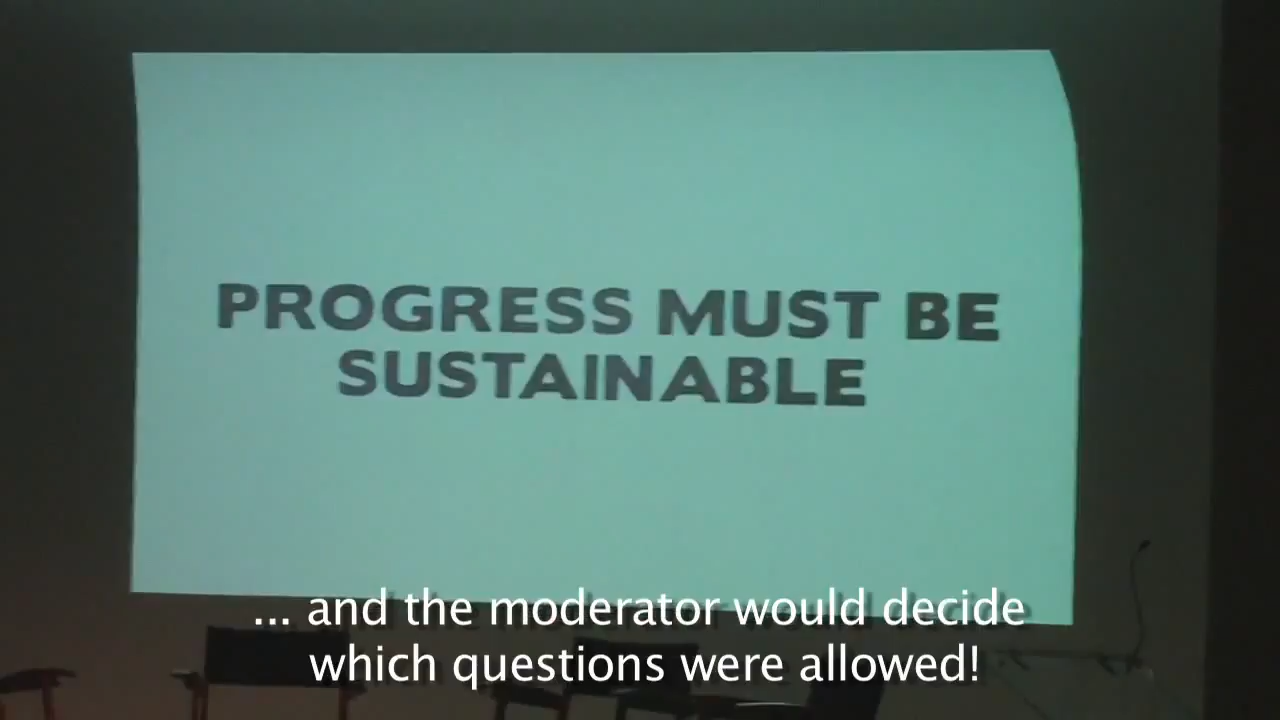 PROGRESS MUST BE
SUSTAINABLE
... and the moderator would decide
which questions were allowed!